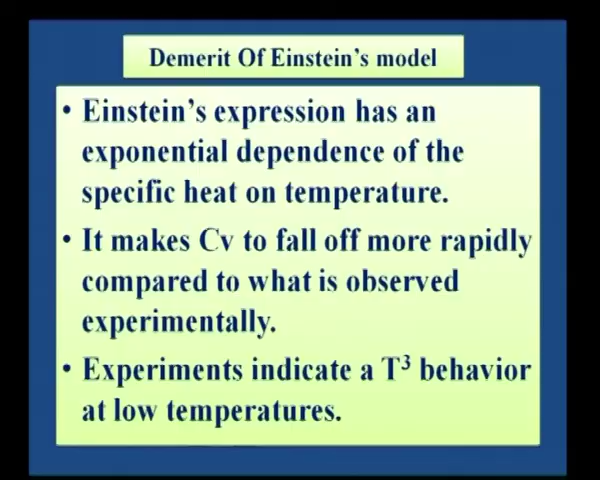 Demerit Of Einstein's model
• Einstein's expression has an
exponential dependence of the
specific heat on temperature.
• It makes Cv to fall off more rapidly
compared to what is observed
experimentally.
• Experiments indicate a T³ behavior
at low temperatures.